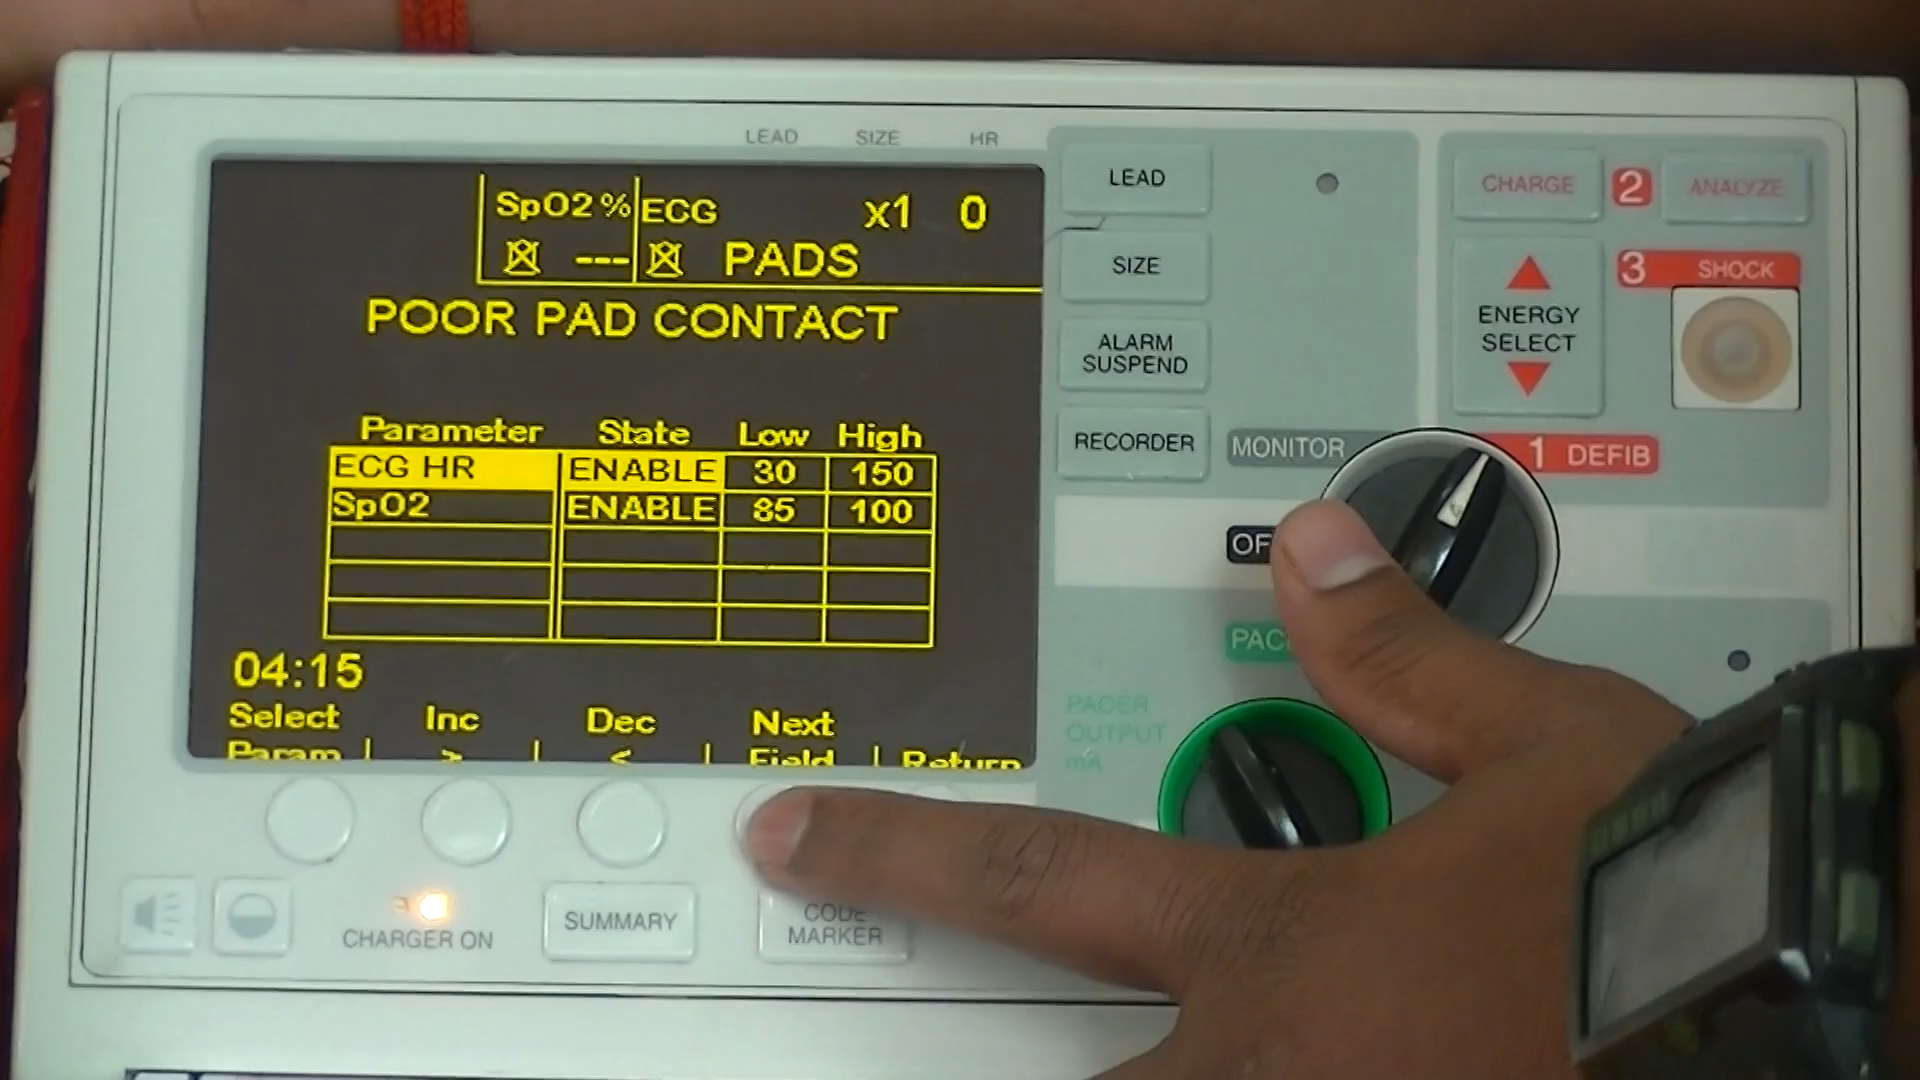 LEAD SIZE HR
SpO2 % ECG x1 0
--- PADS
POOR PAD CONTACT
Parameter State Low High
ECG HR ENABLE 30 150
SpO2 ENABLE 85 100
04:15
Select Inc Dec Next
Param > < Field Return
CHARGER ON
SUMMARY
CODE
MARKER
LEAD
SIZE
ALARM
SUSPEND
RECORDER
CHARGE 2 ANALYZE
ENERGY
SELECT
3 SHOCK
MONITOR
1 DEFIB
PACER
OUTPUT
mA